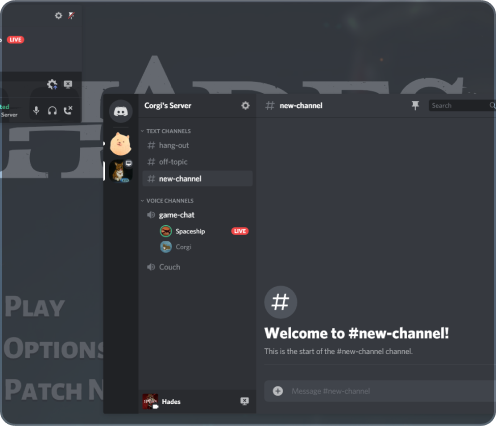 LIVE
ted
Server
HADES
Corgi's Server
new-channel
Search
TEXT CHANNELS
hang-out
off-topic
new-channel
VOICE CHANNELS
game-chat
Spaceship LIVE
Corgi
Couch
#
Welcome to #new-channel!
This is the start of the #new-channel channel.
Message #new-channel
Hades
PLAY
OPTIONS
PATCH N